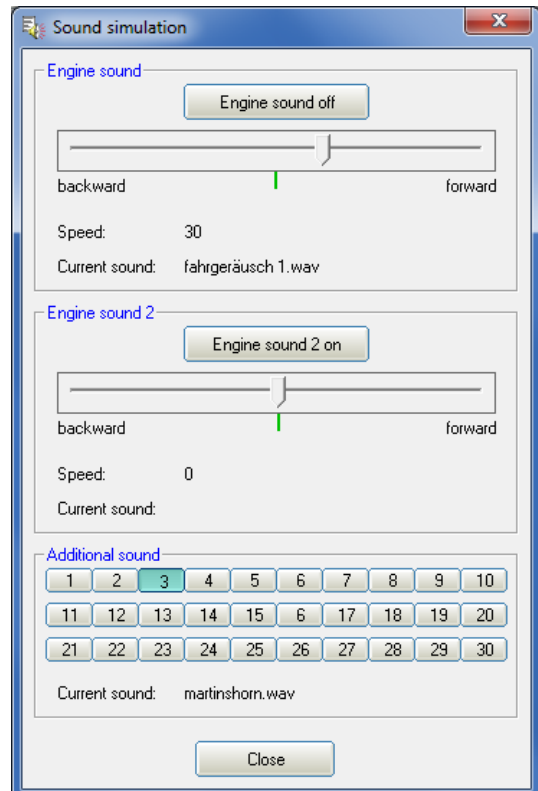 Sound simulation
Engine sound
Engine sound off
backward forward
Speed: 30
Current sound: fahrgeräusch 1.wav
Engine sound 2
Engine sound 2 on
backward forward
Speed: 0
Current sound:
Additional sound
1 2 3 4 5 6 7 8 9 10
11 12 13 14 15 6 17 18 19 20
21 22 23 24 25 26 27 28 29 30
Current sound: martinshorn.wav
Close